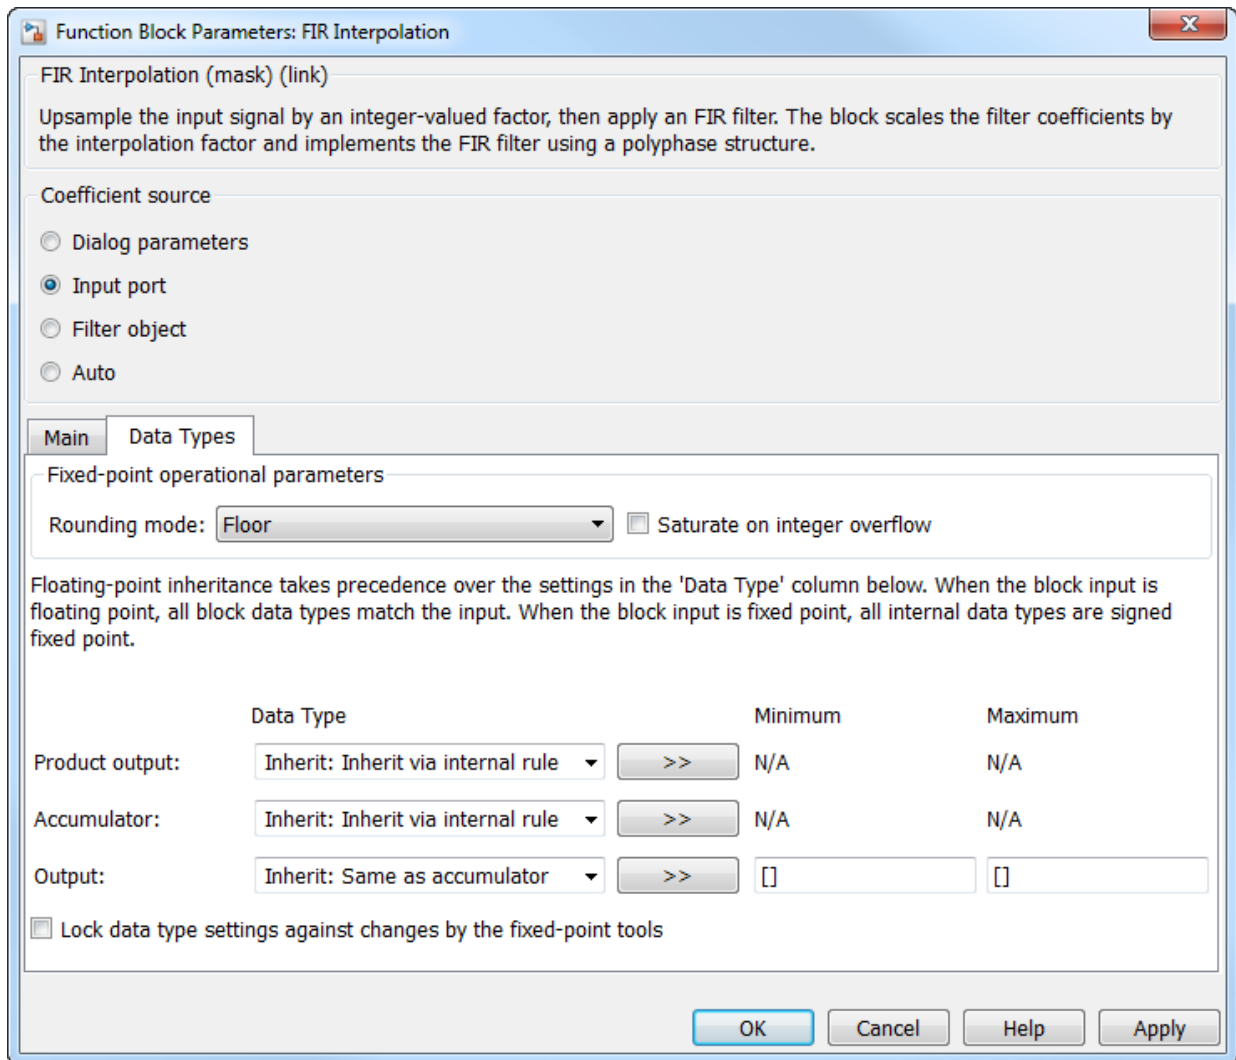 Function Block Parameters: FIR Interpolation
FIR Interpolation (mask) (link)
Upsample the input signal by an integer-valued factor, then apply an FIR filter. The block scales the filter coefficients by
the interpolation factor and implements the FIR filter using a polyphase structure.
Coefficient source
Dialog parameters
Input port
Filter object
Auto
Main Data Types
Fixed-point operational parameters
Rounding mode: Floor Saturate on integer overflow
Floating-point inheritance takes precedence over the settings in the 'Data Type' column below. When the block input is
floating point, all block data types match the input. When the block input is fixed point, all internal data types are signed
fixed point.
Data Type Minimum Maximum
Product output: Inherit: Inherit via internal rule >> N/A N/A
Accumulator: Inherit: Inherit via internal rule >> N/A N/A
Output: Inherit: Same as accumulator >> [] []
Lock data type settings against changes by the fixed-point tools
OK Cancel Help Apply